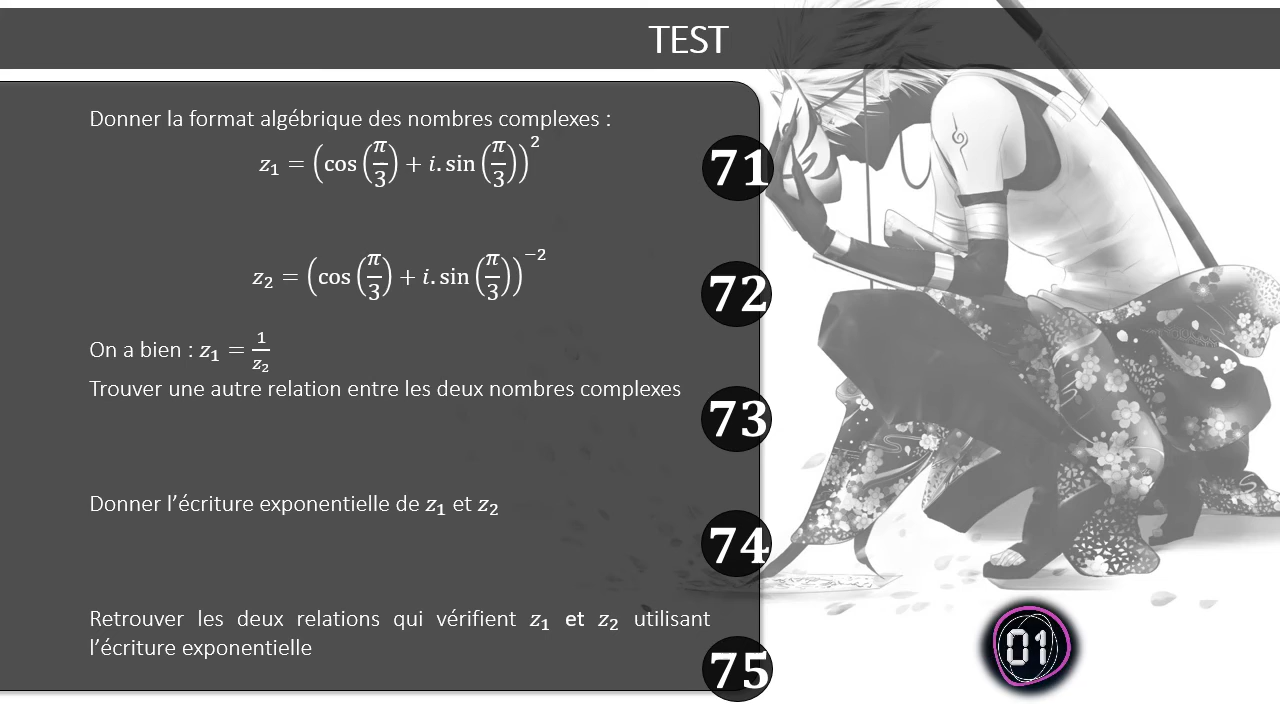 TEST
Donner la format algébrique des nombres complexes :
z₁ = (cos(π/3) + i. sin(π/3))²
71
z₂ = (cos(π/3) + i. sin(π/3))⁻²
72
On a bien : z₁ = 1/z₂
Trouver une autre relation entre les deux nombres complexes
73
Donner l’écriture exponentielle de z₁ et z₂
74
Retrouver les deux relations qui vérifient z₁ et z₂ utilisant
l’écriture exponentielle
75
01